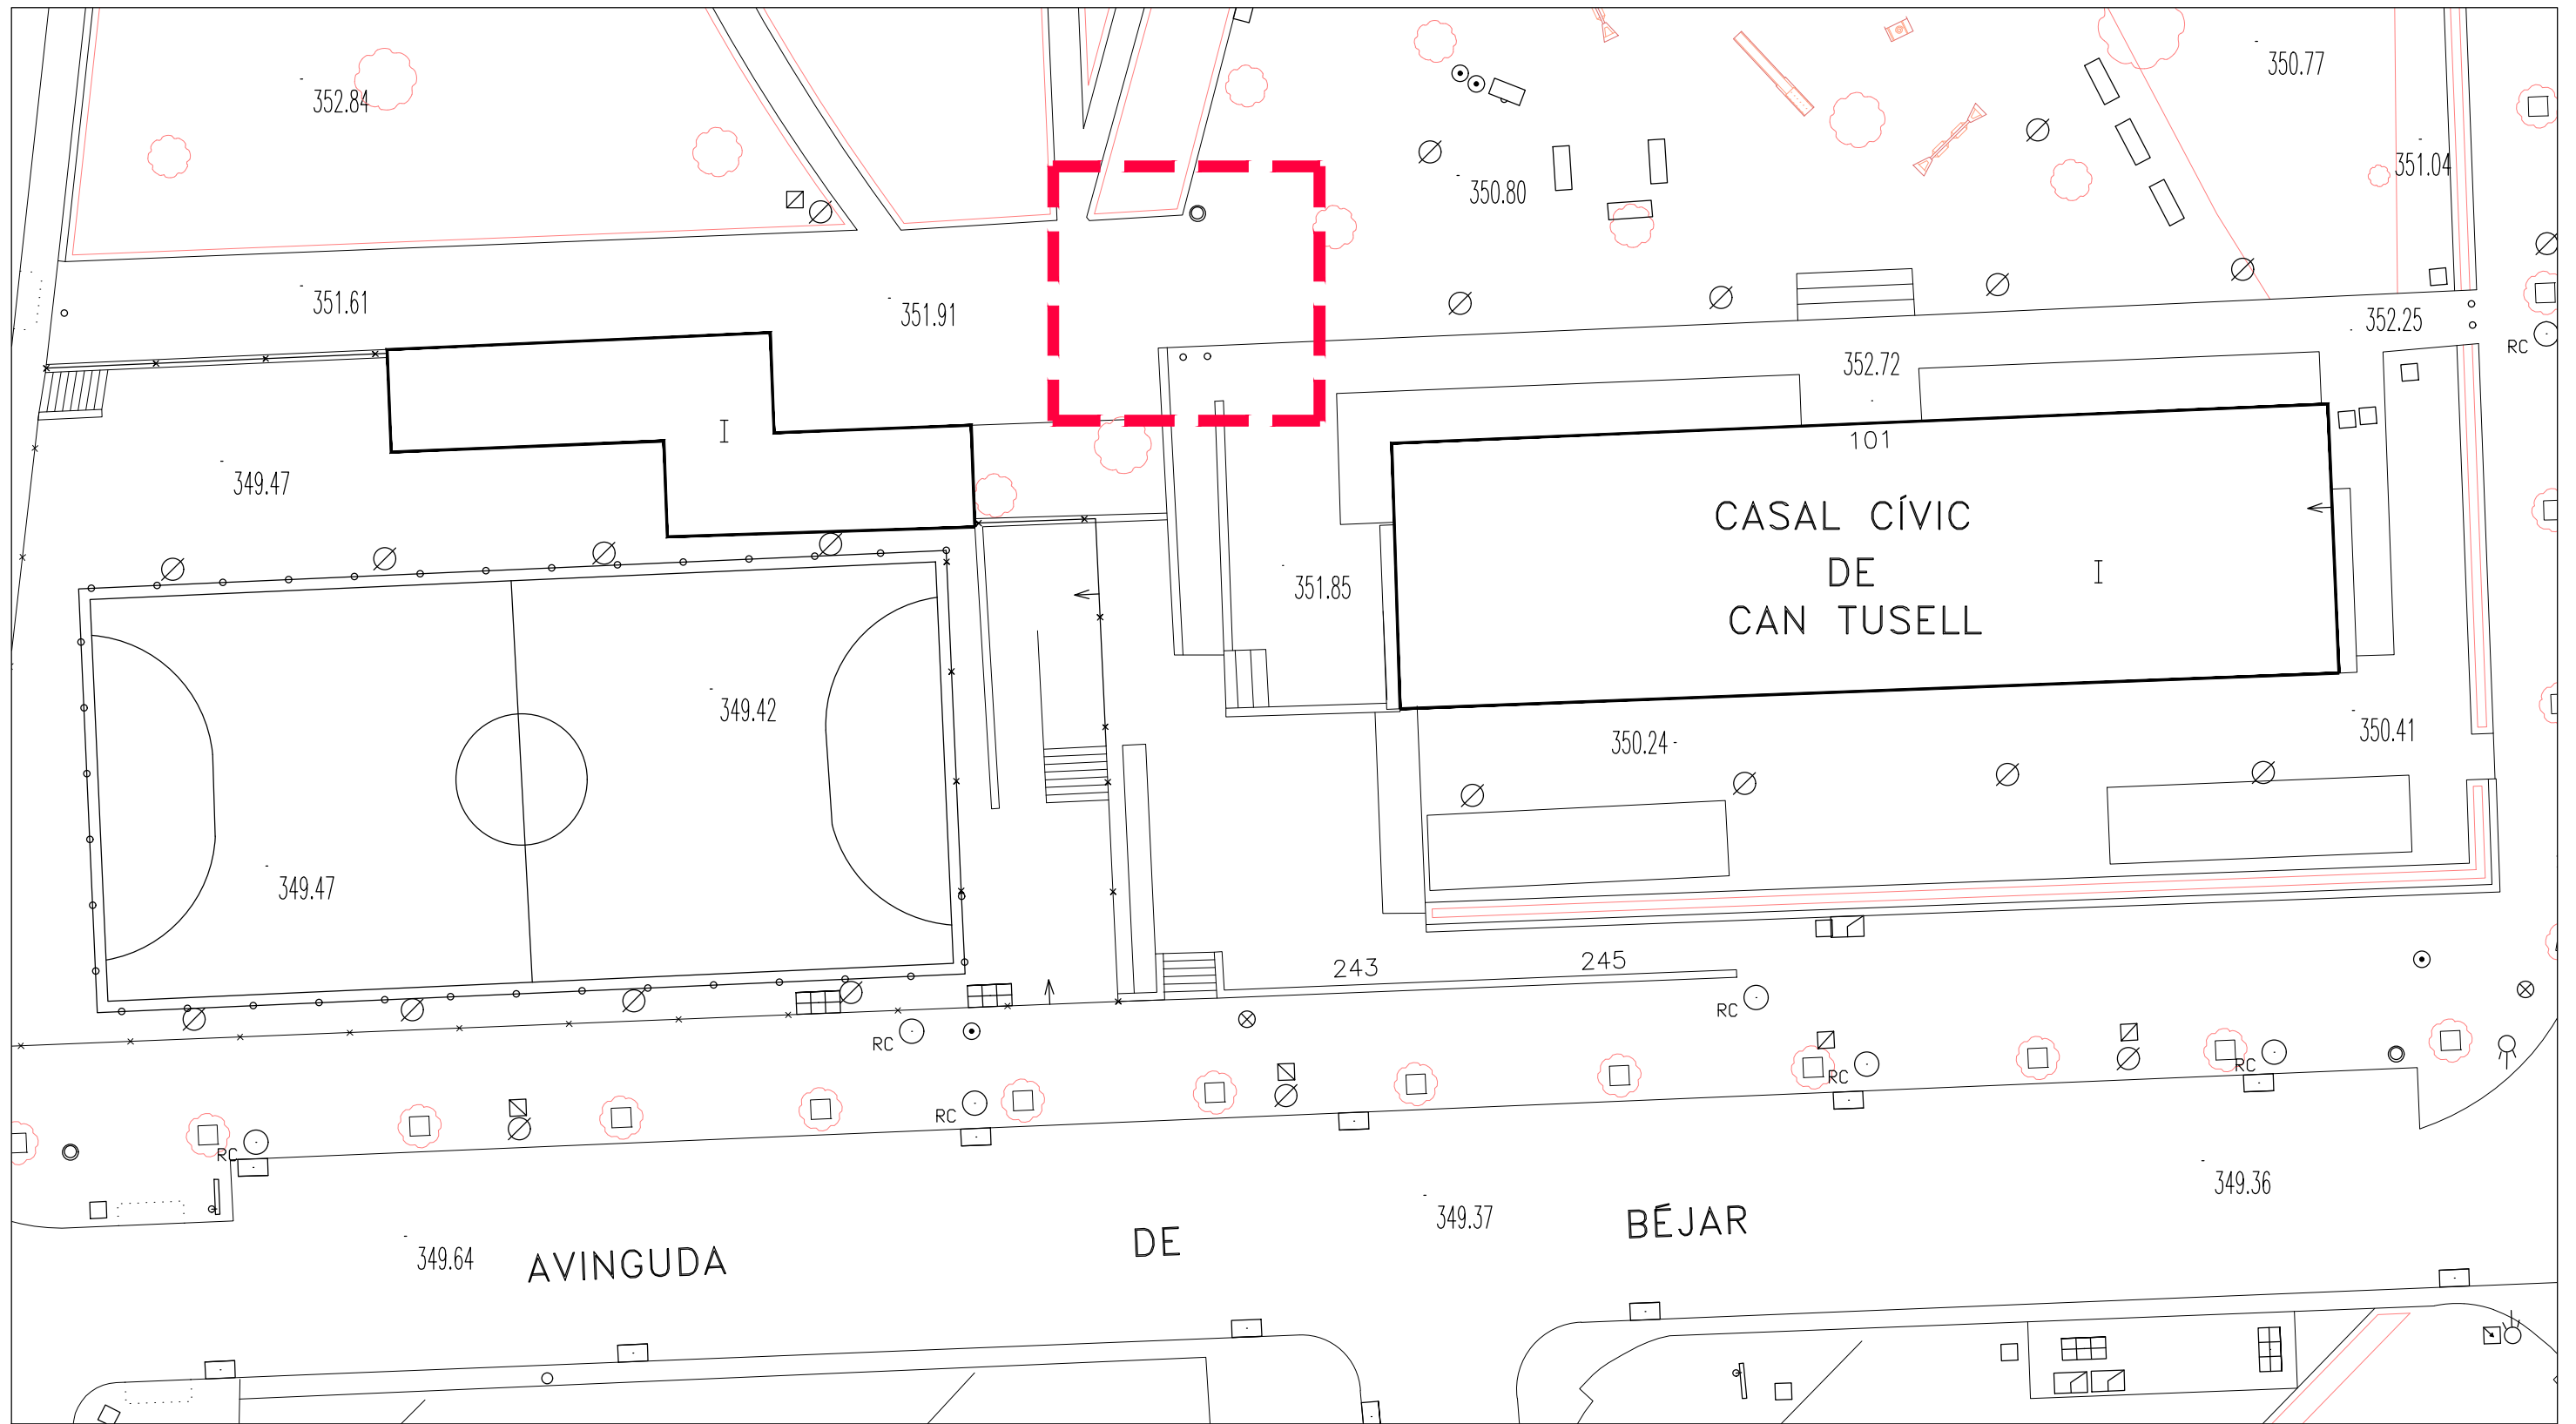 352.84
350.77
351.04
350.80
351.61
351.91
352.25
RC
352.72
I
101
349.47
CASAL CÍVIC
DE
CAN TUSELL
I
351.85
349.42
350.24
350.41
349.47
243
245
RC
RC
RC
RC
RC
RC
349.36
349.37
BÉJAR
DE
349.64
AVINGUDA